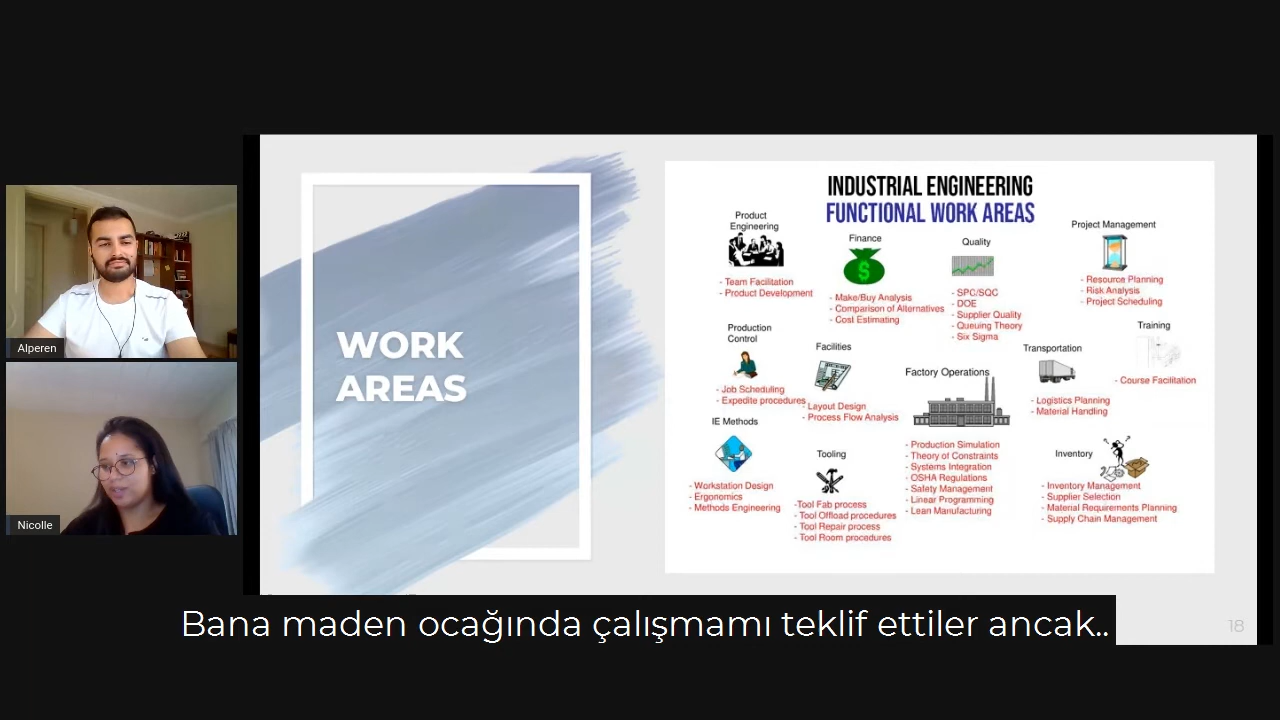 Alperen
Nicolle
WORK
AREAS
INDUSTRIAL ENGINEERING
FUNCTIONAL WORK AREAS
Product
Engineering
- Team Facilitation
- Product Development
Finance
- Make/Buy Analysis
- Comparison of Alternatives
- Cost Estimating
Quality
- SPC/SQC
- DOE
- Supplier Quality
- Queuing Theory
- Six Sigma
Project Management
- Resource Planning
- Risk Analysis
- Project Scheduling
Production
Control
- Job Scheduling
- Expedite procedures
Facilities
- Layout Design
- Process Flow Analysis
Factory Operations
- Production Simulation
- Theory of Constraints
- Systems Integration
- OSHA Regulations
- Safety Management
- Linear Programming
- Lean Manufacturing
Transportation
- Logistics Planning
- Material Handling
Training
- Course Facilitation
IE Methods
- Workstation Design
- Ergonomics
- Methods Engineering
Tooling
-Tool Fab process
- Tool Offload procedures
- Tool Repair process
- Tool Room procedures
Inventory
- Inventory Management
- Supplier Selection
- Material Requirements Planning
- Supply Chain Management
Bana maden ocağında çalışmamı teklif ettiler ancak..
18